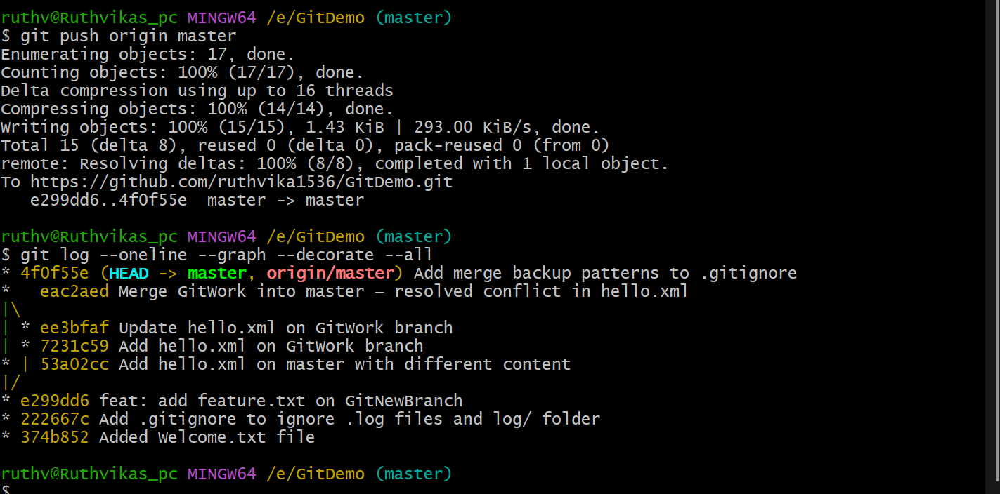 ruthv@Ruthvikas_pc MINGW64 /e/GitDemo (master)
$ git push origin master
Enumerating objects: 17, done.
Counting objects: 100% (17/17), done.
Delta compression using up to 16 threads
Compressing objects: 100% (14/14), done.
Writing objects: 100% (15/15), 1.43 KiB | 293.00 KiB/s, done.
Total 15 (delta 8), reused 0 (delta 0), pack-reused 0 (from 0)
remote: Resolving deltas: 100% (8/8), completed with 1 local object.
To https://github.com/ruthvika1536/GitDemo.git
   e299dd6..4f0f55e  master -> master

ruthv@Ruthvikas_pc MINGW64 /e/GitDemo (master)
$ git log --oneline --graph --decorate --all
* 4f0f55e (HEAD -> master, origin/master) Add merge backup patterns to .gitignore
*   eac2aed Merge GitWork into master – resolved conflict in hello.xml
|\
| * ee3bfaf Update hello.xml on GitWork branch
| * 7231c59 Add hello.xml on GitWork branch
* | 53a02cc Add hello.xml on master with different content
|/
* e299dd6 feat: add feature.txt on GitNewBranch
* 222667c Add .gitignore to ignore .log files and log/ folder
* 374b852 Added Welcome.txt file

ruthv@Ruthvikas_pc MINGW64 /e/GitDemo (master)
$